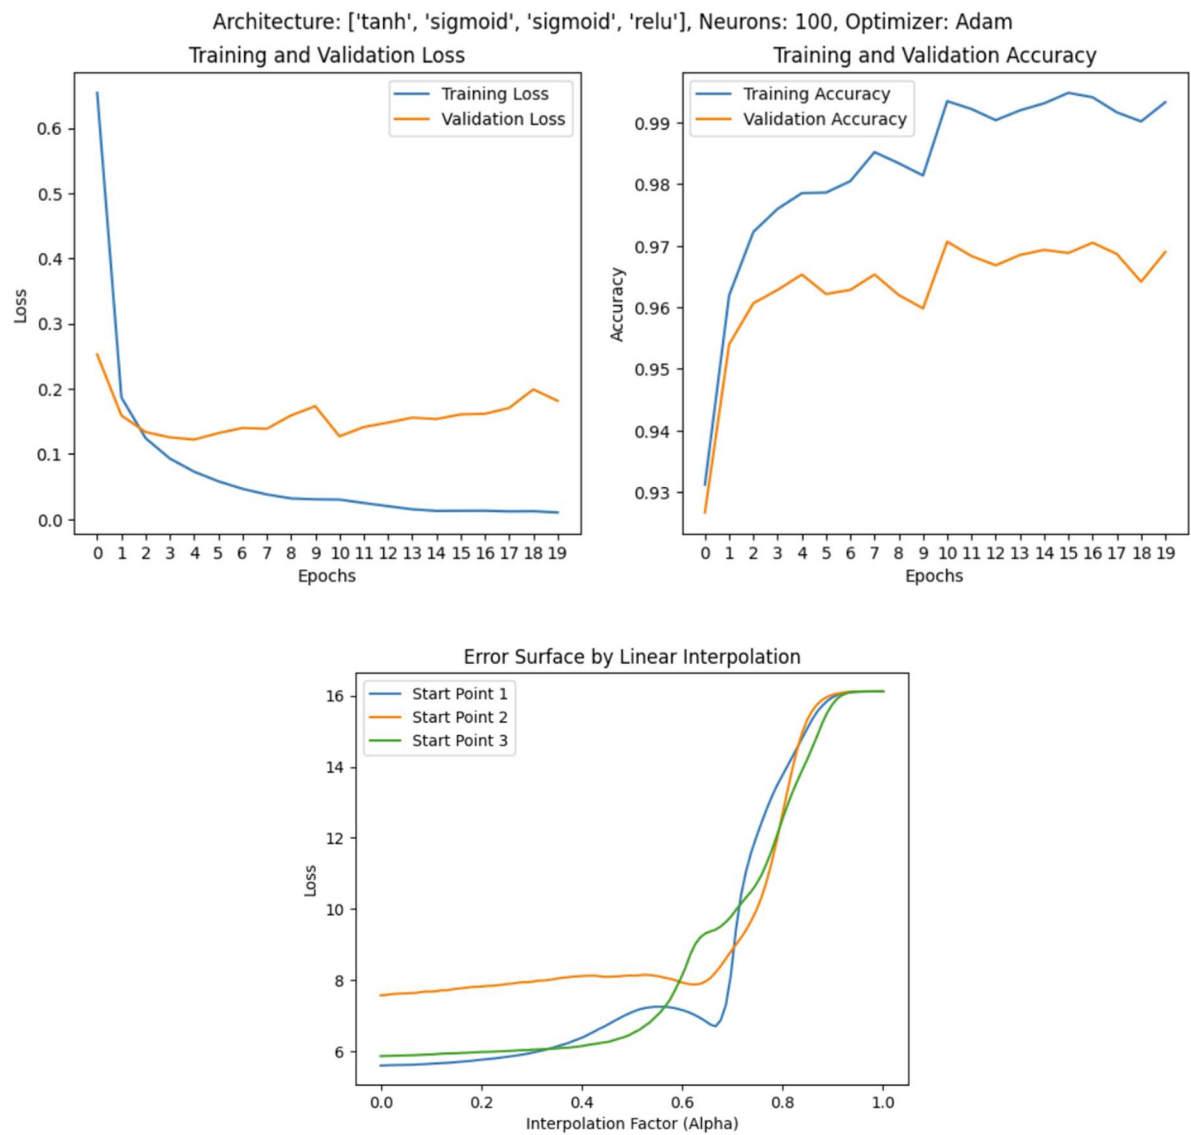 Architecture: ['tanh', 'sigmoid', 'sigmoid', 'relu'], Neurons: 100, Optimizer: Adam
Training and Validation Loss
Training Loss
Validation Loss
0.6
0.5
0.4
0.3
0.2
0.1
0.0
Loss
0 1 2 3 4 5 6 7 8 9 10 11 12 13 14 15 16 17 18 19
Epochs
Training and Validation Accuracy
Training Accuracy
Validation Accuracy
0.99
0.98
0.97
0.96
0.95
0.94
0.93
Accuracy
0 1 2 3 4 5 6 7 8 9 10 11 12 13 14 15 16 17 18 19
Epochs
Error Surface by Linear Interpolation
Start Point 1
Start Point 2
Start Point 3
16
14
12
10
8
6
Loss
0.0 0.2 0.4 0.6 0.8 1.0
Interpolation Factor (Alpha)